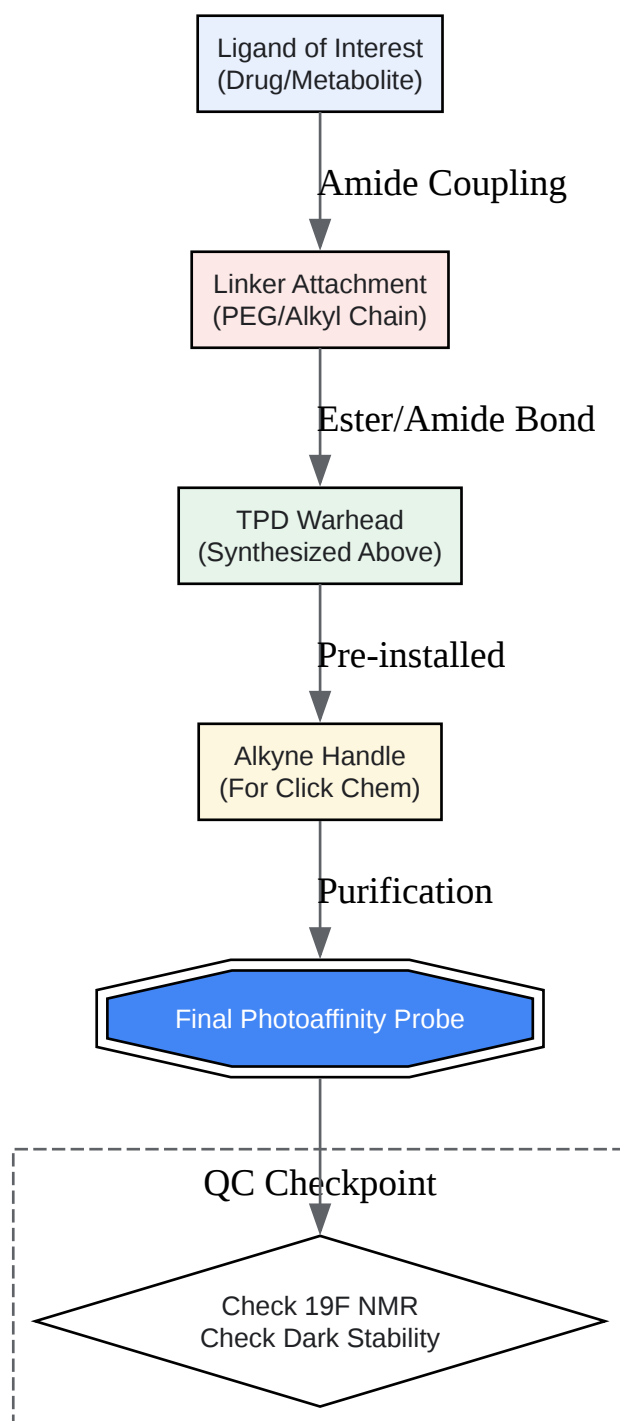 Ligand of Interest
(Drug/Metabolite)
Amide Coupling
Linker Attachment
(PEG/Alkyl Chain)
Ester/Amide Bond
TPD Warhead
(Synthesized Above)
Pre-installed
Alkyne Handle
(For Click Chem)
Purification
Final Photoaffinity Probe
QC Checkpoint
Check 19F NMR
Check Dark Stability